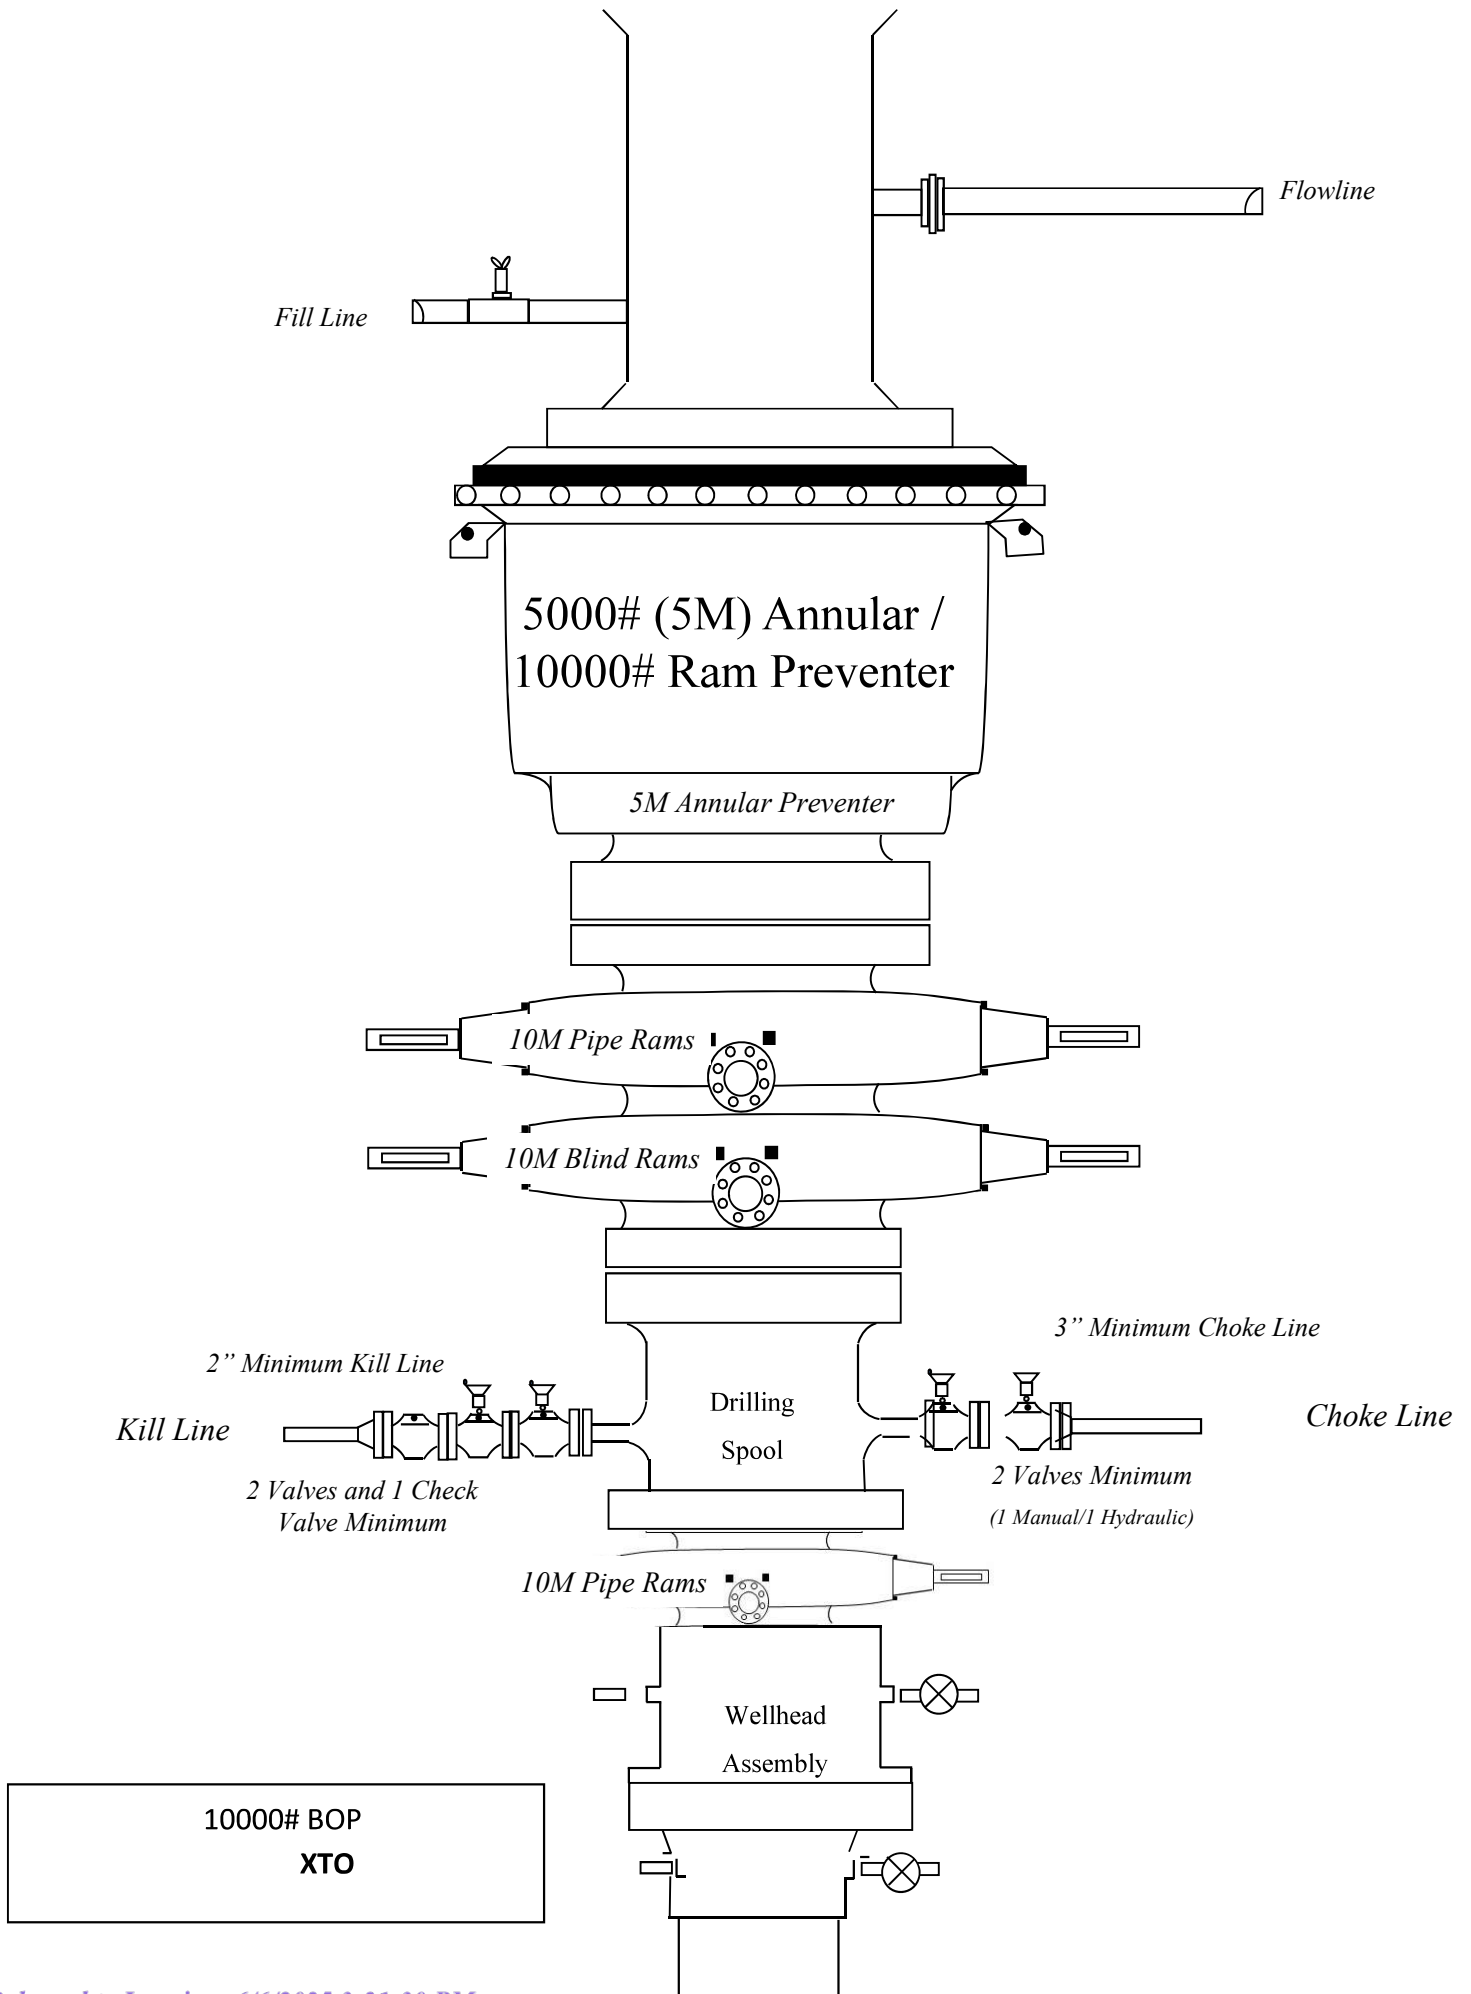 Flowline
Fill Line
5000# (5M) Annular /
10000# Ram Preventer
5M Annular Preventer
10M Pipe Rams
10M Blind Rams
3” Minimum Choke Line
2” Minimum Kill Line
Kill Line
Drilling
Spool
Choke Line
2 Valves and 1 Check
Valve Minimum
2 Valves Minimum
(1 Manual/1 Hydraulic)
10M Pipe Rams
Wellhead
Assembly
10000# BOP
XTO